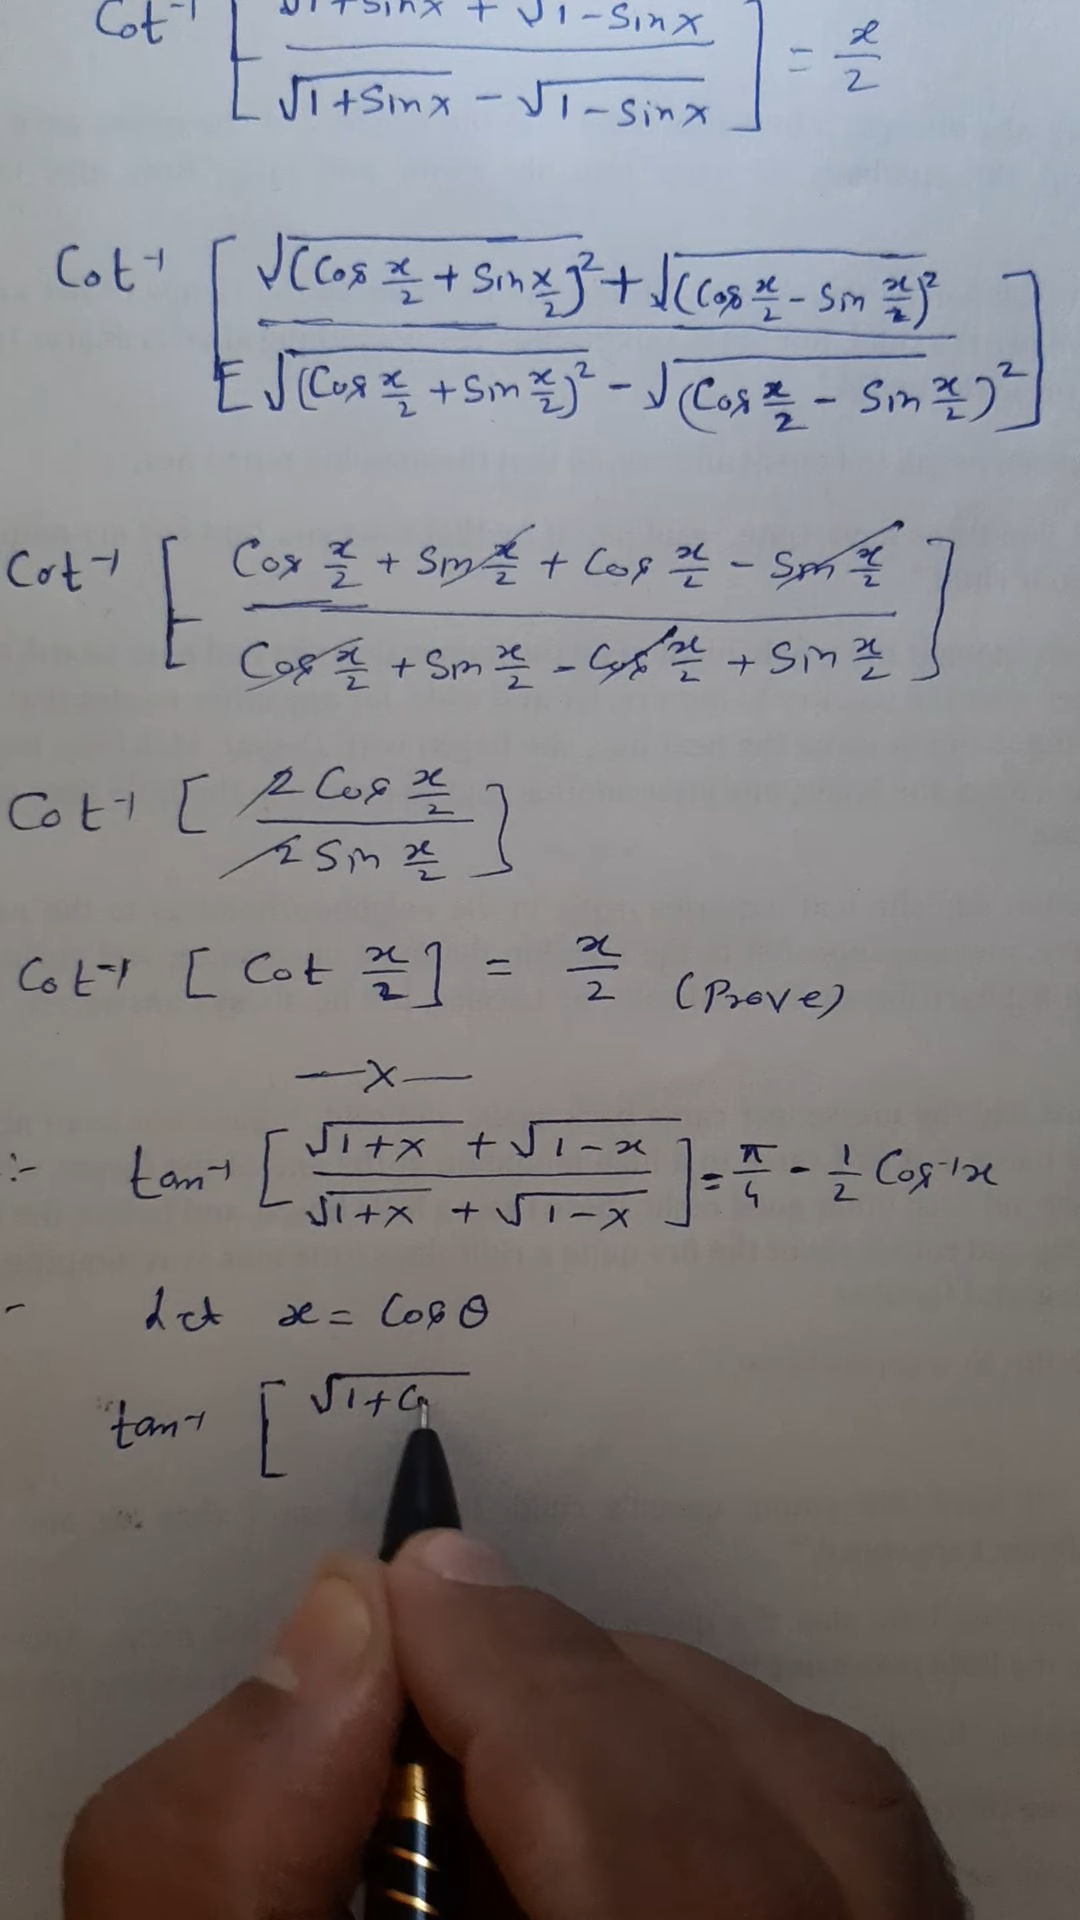 Cot⁻¹ [ (√1+Sinx + √1-Sinx) / (√1+Sinx - √1-Sinx) ] = x/2
Cot⁻¹ [ (√(Cos x/2 + Sin x/2)² + √(Cos x/2 - Sin x/2)²) / [ (√(Cos x/2 + Sin x/2)² - √(Cos x/2 - Sin x/2)²) ]
Cot⁻¹ [ (Cos x/2 + Sin x/2 + Cos x/2 - Sin x/2) / (Cos x/2 + Sin x/2 - Cos x/2 + Sin x/2) ]
Cot⁻¹ [ (2 Cos x/2) / (2 Sin x/2) ]
Cot⁻¹ [ Cot x/2 ] = x/2 (Prove)
—x—
:- tan⁻¹ [ (√1+x + √1-x) / (√1+x + √1-x) ] = π/4 - 1/2 Cos⁻¹x
- Let x = Cos θ
tan⁻¹ [ √1+Co